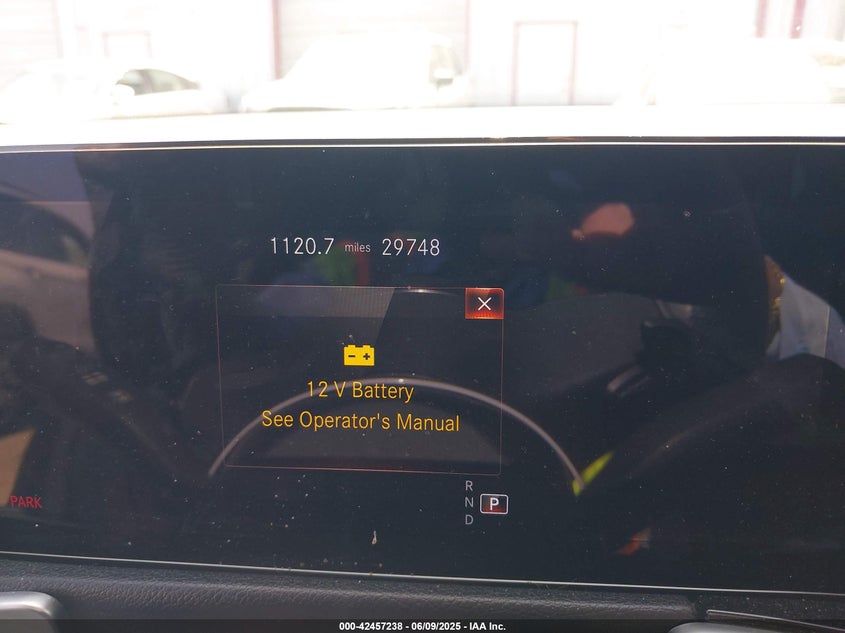 1120.7 miles 29748
12 V Battery
See Operator's Manual
R
N P
D
PARK
000-42457238 - 06/09/2025 - IAA Inc.